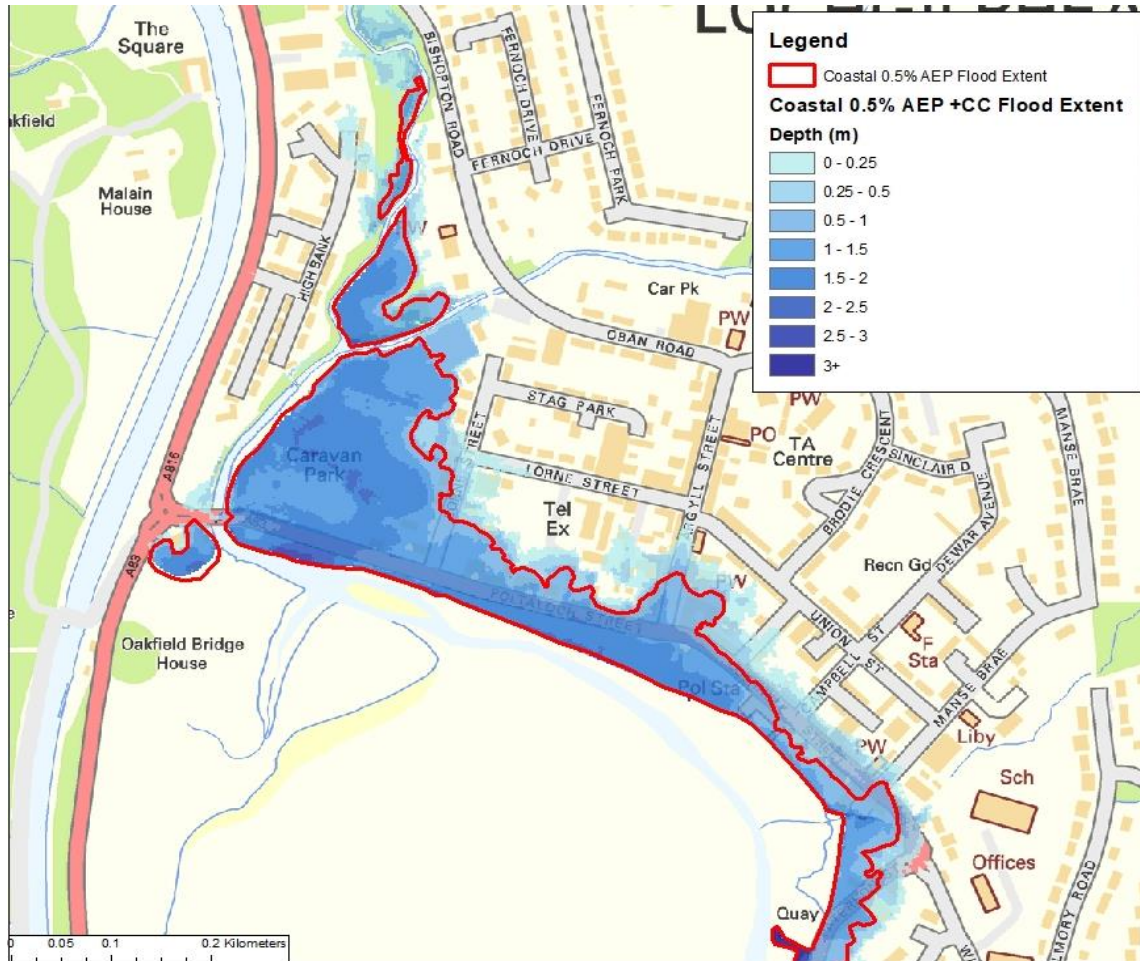 The
Square
BISHOPTON ROAD
FERNOCH DRIVE
FERNOCH DRIVE
FERNOCH PARK
Malain
House
HIGH BANK
Car Pk
PW
OBAN ROAD
STAG PARK
PW
PO
TA
Centre
ARGYLL STREET
LORNE STREET
Caravan
Park
Tel
Ex
BRODIE CRESCENT
SINCLAIR D
DEWAR AVENUE
MANSE BRAE
A816
A83
Recn Gd
PW
POLTALLOCH STREET
UNION ST
CAMPBELL ST
F
Sta
MANSE BRAE
Oakfield Bridge
House
Pol Sta
PW
Liby
Sch
Offices
Quay
Legend
Coastal 0.5% AEP Flood Extent
Coastal 0.5% AEP +CC Flood Extent
Depth (m)
0 - 0.25
0.25 - 0.5
0.5 - 1
1 - 1.5
1.5 - 2
2 - 2.5
2.5 - 3
3+
0 0.05 0.1 0.2 Kilometers